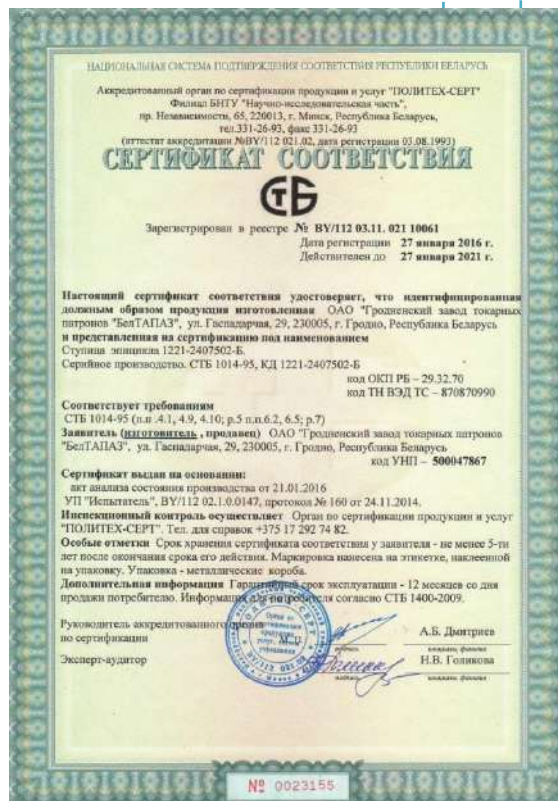 НАЦИОНАЛЬНАЯ СИСТЕМА ПОДТВЕРЖДЕНИЯ СООТВЕТСТВИЯ РЕСПУБЛИКИ БЕЛАРУСЬ
Аккредитованный орган по сертификации продукции и услуг "ПОЛИТЕХ-СЕРТ"
Филиал БНТУ "Научно-исследовательская часть",
пр. Независимости, 65, 220013, г. Минск, Республика Беларусь,
тел.331-26-93, факс 331-26-93
(аттестат аккредитации №BY/112 021.02, дата регистрации 03.08.1993)
СЕРТИФИКАТ СООТВЕТСТВИЯ
СТБ
Зарегистрирован в реестре № BY/112 03.11. 021 10061
Дата регистрации 27 января 2016 г.
Действителен до 27 января 2021 г.
Настоящий сертификат соответствия удостоверяет, что идентифицированная
должным образом продукция изготовленная ОАО "Гродненский завод токарных
патронов "БелТАПАЗ", ул. Гаспадарчая, 29, 230005, г. Гродно, Республика Беларусь
и представленная на сертификацию под наименованием
Ступица эпицикла 1221-2407502-Б.
Серийное производство. СТБ 1014-95, КД 1221-2407502-Б
код ОКП РБ – 29.32.70
код ТН ВЭД ТС – 870870990
Соответствует требованиям
СТБ 1014-95 (п.п .4.1, 4.9, 4.10; р.5 п.п.6.2, 6.5; р.7)
Заявитель (изготовитель , продавец) ОАО "Гродненский завод токарных патронов
"БелТАПАЗ", ул. Гаспадарчая, 29, 230005, г. Гродно, Республика Беларусь
код УНП – 500047867
Сертификат выдан на основании:
акт анализа состояния производства от 21.01.2016
УП "Испытатель", BY/112 02.1.0.0147, протокол № 160 от 24.11.2014.
Инспекционный контроль осуществляет Орган по сертификации продукции и услуг
"ПОЛИТЕХ-СЕРТ". Тел. для справок +375 17 292 74 82.
Особые отметки Срок хранения сертификата соответствия у заявителя - не менее 5-ти
лет после окончания срока его действия. Маркировка нанесена на этикетке, наклеенной
на упаковку. Упаковка - металлические короба.
Дополнительная информация Гарантийный срок эксплуатации - 12 месяцев со дня
продажи потребителю. Информация для потребителя согласно СТБ 1400-2009.
Руководитель аккредитованного органа
по сертификации
М.П.
подпись
А.Б. Дмитриев
инициалы, фамилия
Эксперт-аудитор
подпись
Н.В. Голикова
инициалы, фамилия
№ 0023155